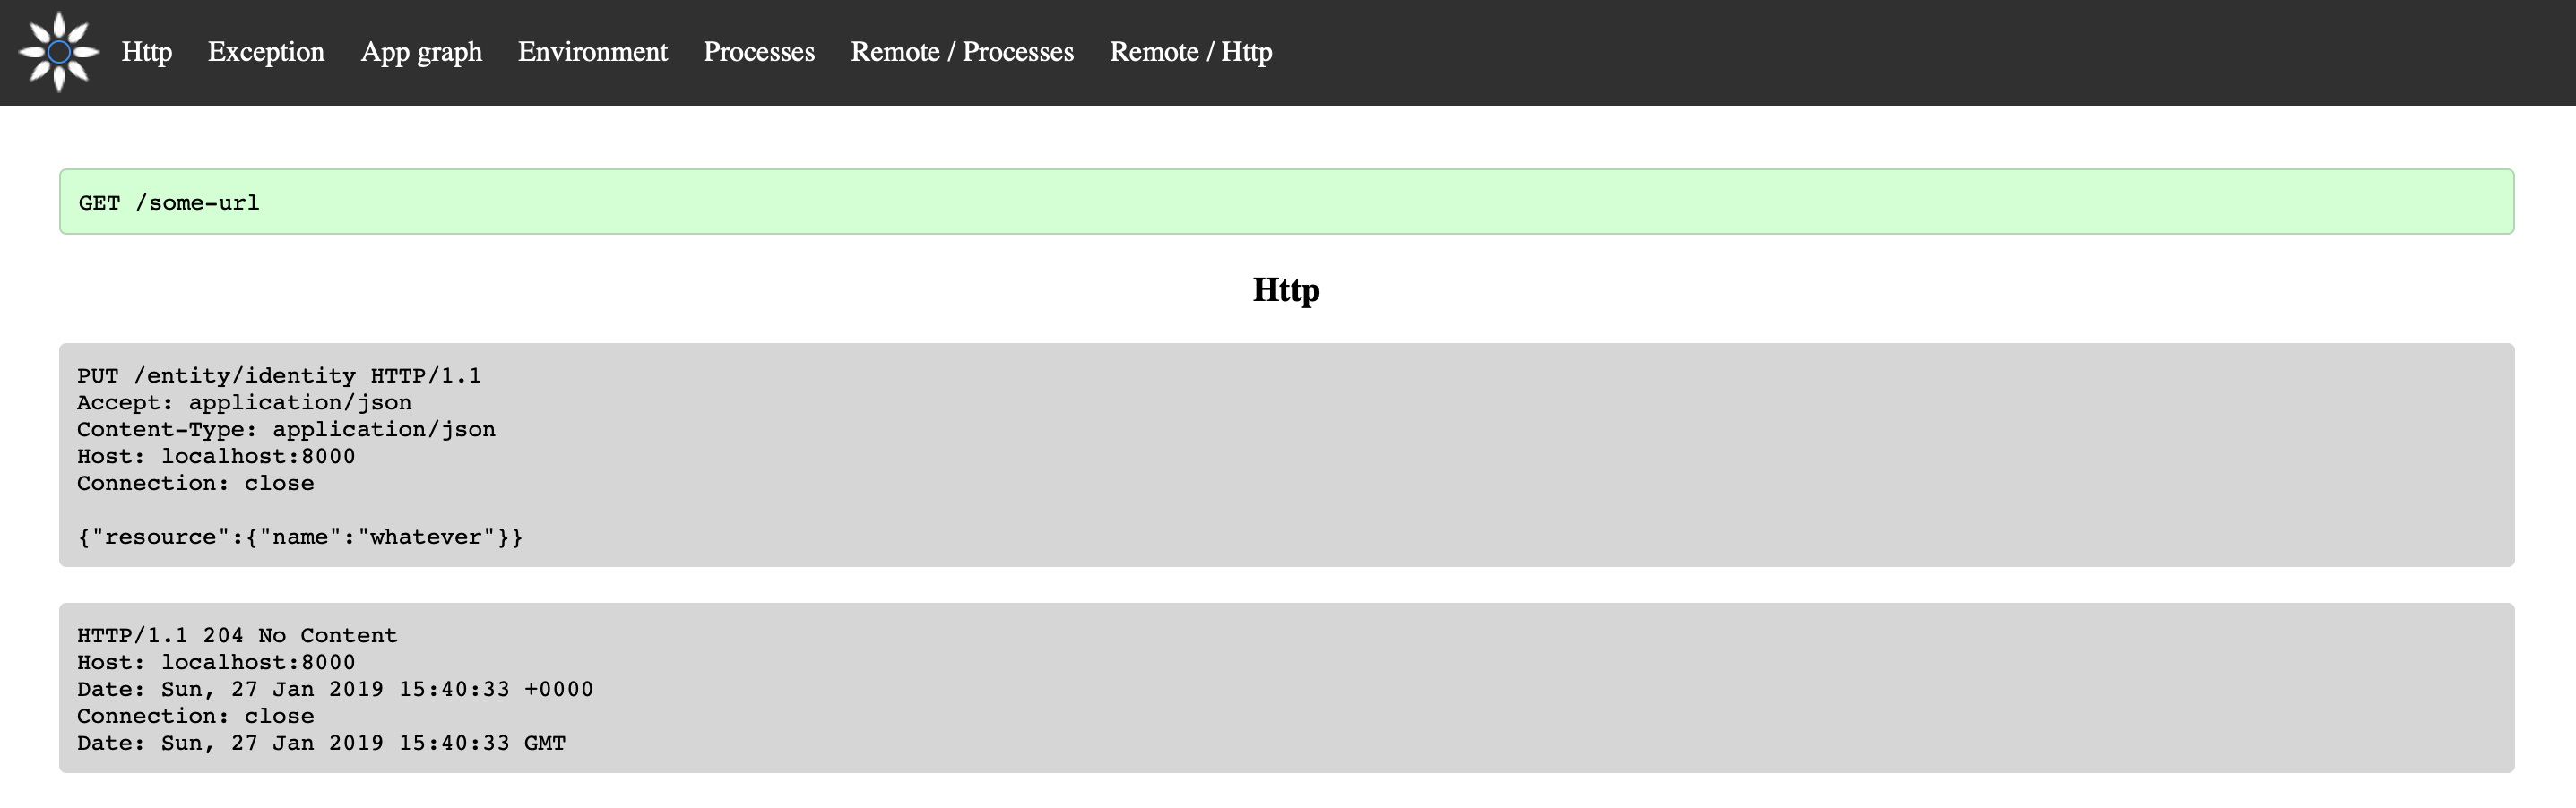 Http Exception App graph Environment Processes Remote / Processes Remote / Http
GET /some-url
Http
PUT /entity/identity HTTP/1.1
Accept: application/json
Content-Type: application/json
Host: localhost:8000
Connection: close
{"resource":{"name":"whatever"}}
HTTP/1.1 204 No Content
Host: localhost:8000
Date: Sun, 27 Jan 2019 15:40:33 +0000
Connection: close
Date: Sun, 27 Jan 2019 15:40:33 GMT